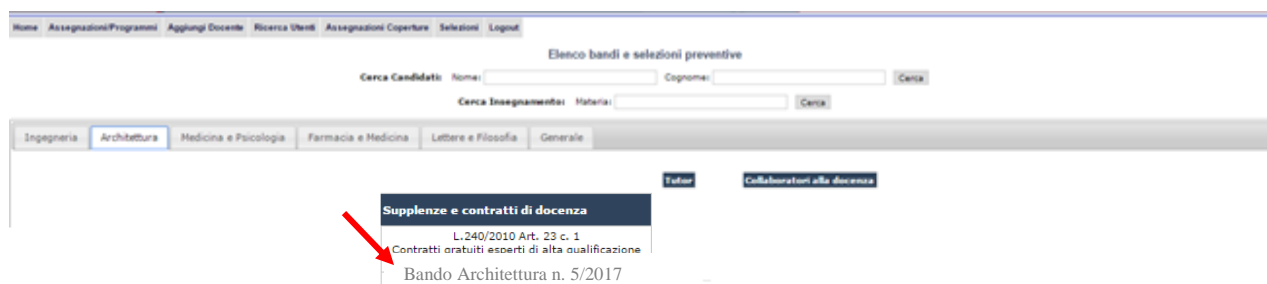 Home Assegnazioni/Programmi Aggiungi Docente Ricerca Utenti Assegnazioni Coperture Selezioni Logout
Elenco bandi e selezioni preventive
Cerca Candidati: Nome: Cognome: Cerca
Cerca Insegnamento: Materia: Cerca
Ingegneria Architettura Medicina e Psicologia Farmacia e Medicina Lettere e Filosofia Generale
Tutor Collaboratori alla docenza
Supplenze e contratti di docenza
L.240/2010 Art. 23 c. 1
Contratti gratuiti esperti di alta qualificazione
Bando Architettura n. 5/2017